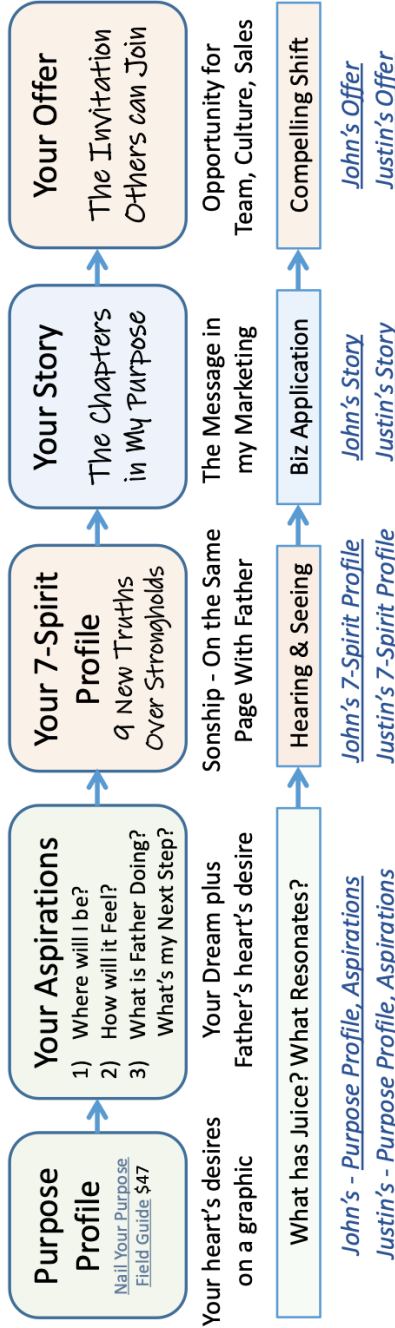 Purpose
Profile
Nail Your Purpose
Field Guide $47
Your heart's desires
on a graphic
Your Aspirations
1) Where will I be?
2) How will it Feel?
3) What is Father Doing?
What's my Next Step?
Your Dream plus
Father's heart's desire
What has Juice? What Resonates?
John's - Purpose Profile, Aspirations
Justin's - Purpose Profile, Aspirations
Your 7-Spirit
Profile
9 New Truths
Over Strongholds
Sonship - On the Same
Page With Father
Hearing & Seeing
John's 7-Spirit Profile
Justin's 7-Spirit Profile
Your Story
The Chapters
in My Purpose
The Message in
my Marketing
Biz Application
John's Story
Justin's Story
Your Offer
The Invitation
Others can Join
Opportunity for
Team, Culture, Sales
Compelling Shift
John's Offer
Justin's Offer